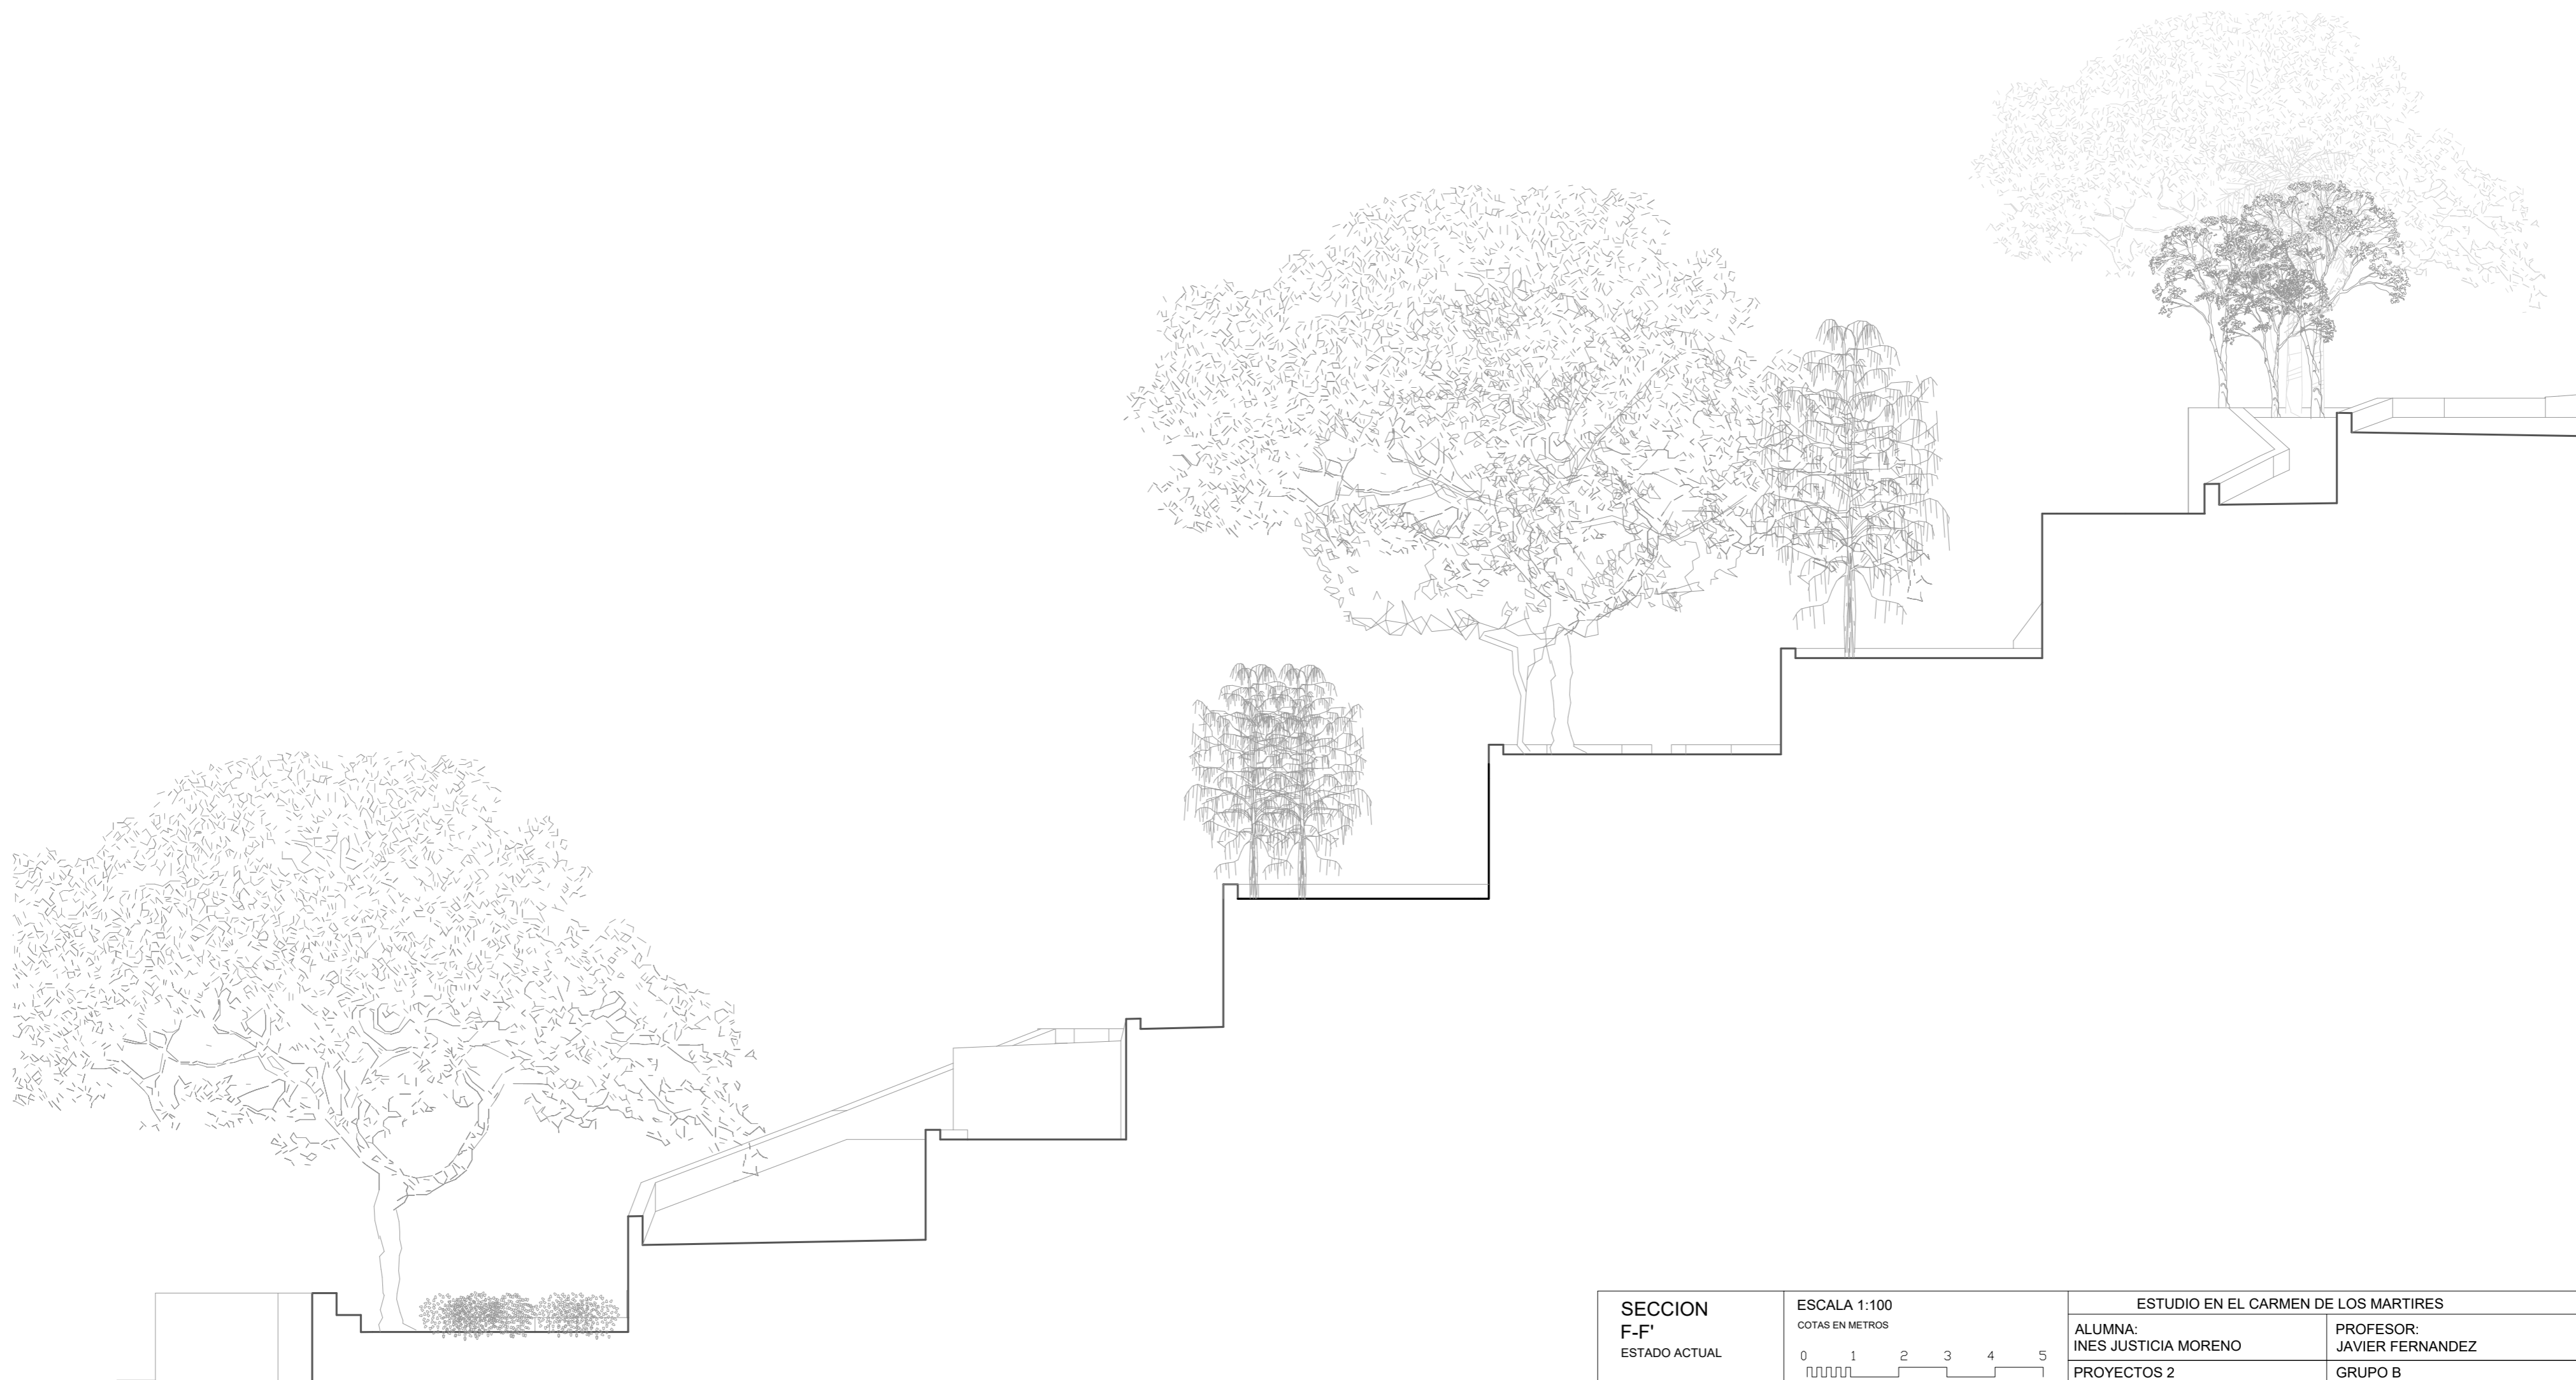 SECCION
F-F'
ESTADO ACTUAL
ESCALA 1:100
COTAS EN METROS
0 1 2 3 4 5
ESTUDIO EN EL CARMEN DE LOS MARTIRES
ALUMNA:
INES JUSTICIA MORENO
PROFESOR:
JAVIER FERNANDEZ
PROYECTOS 2
GRUPO B